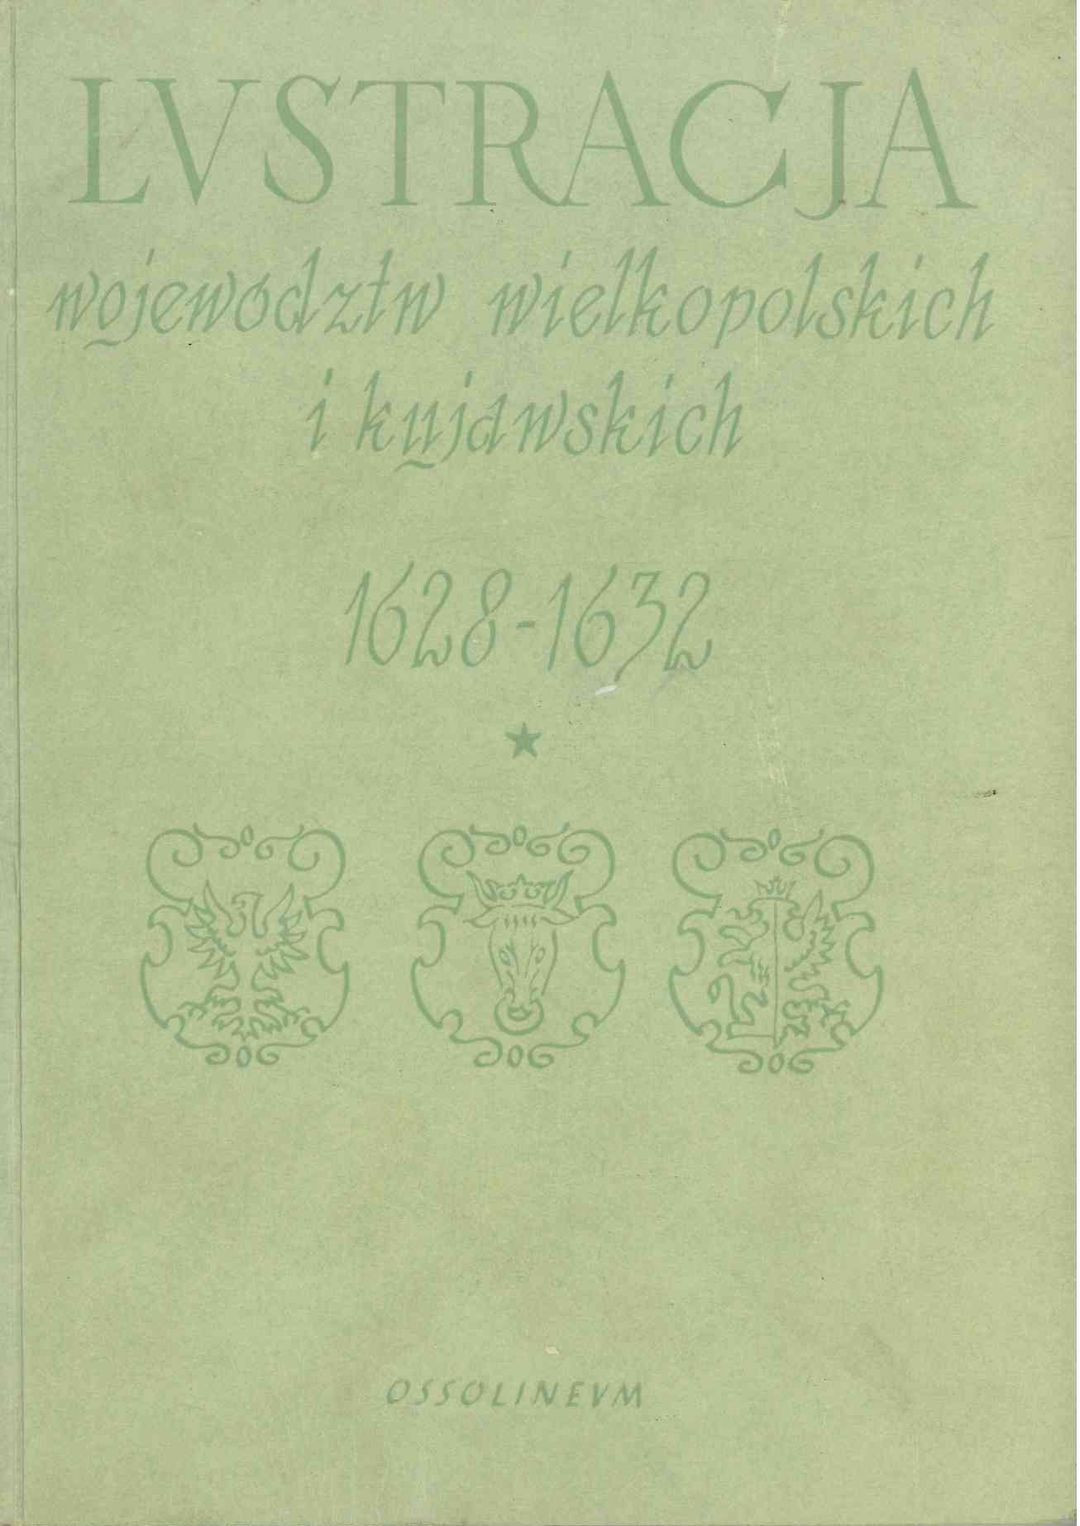 LVSTRACJA
województw wielkopolskich
i kujawskich
1628-1632
OSSOLINEVM